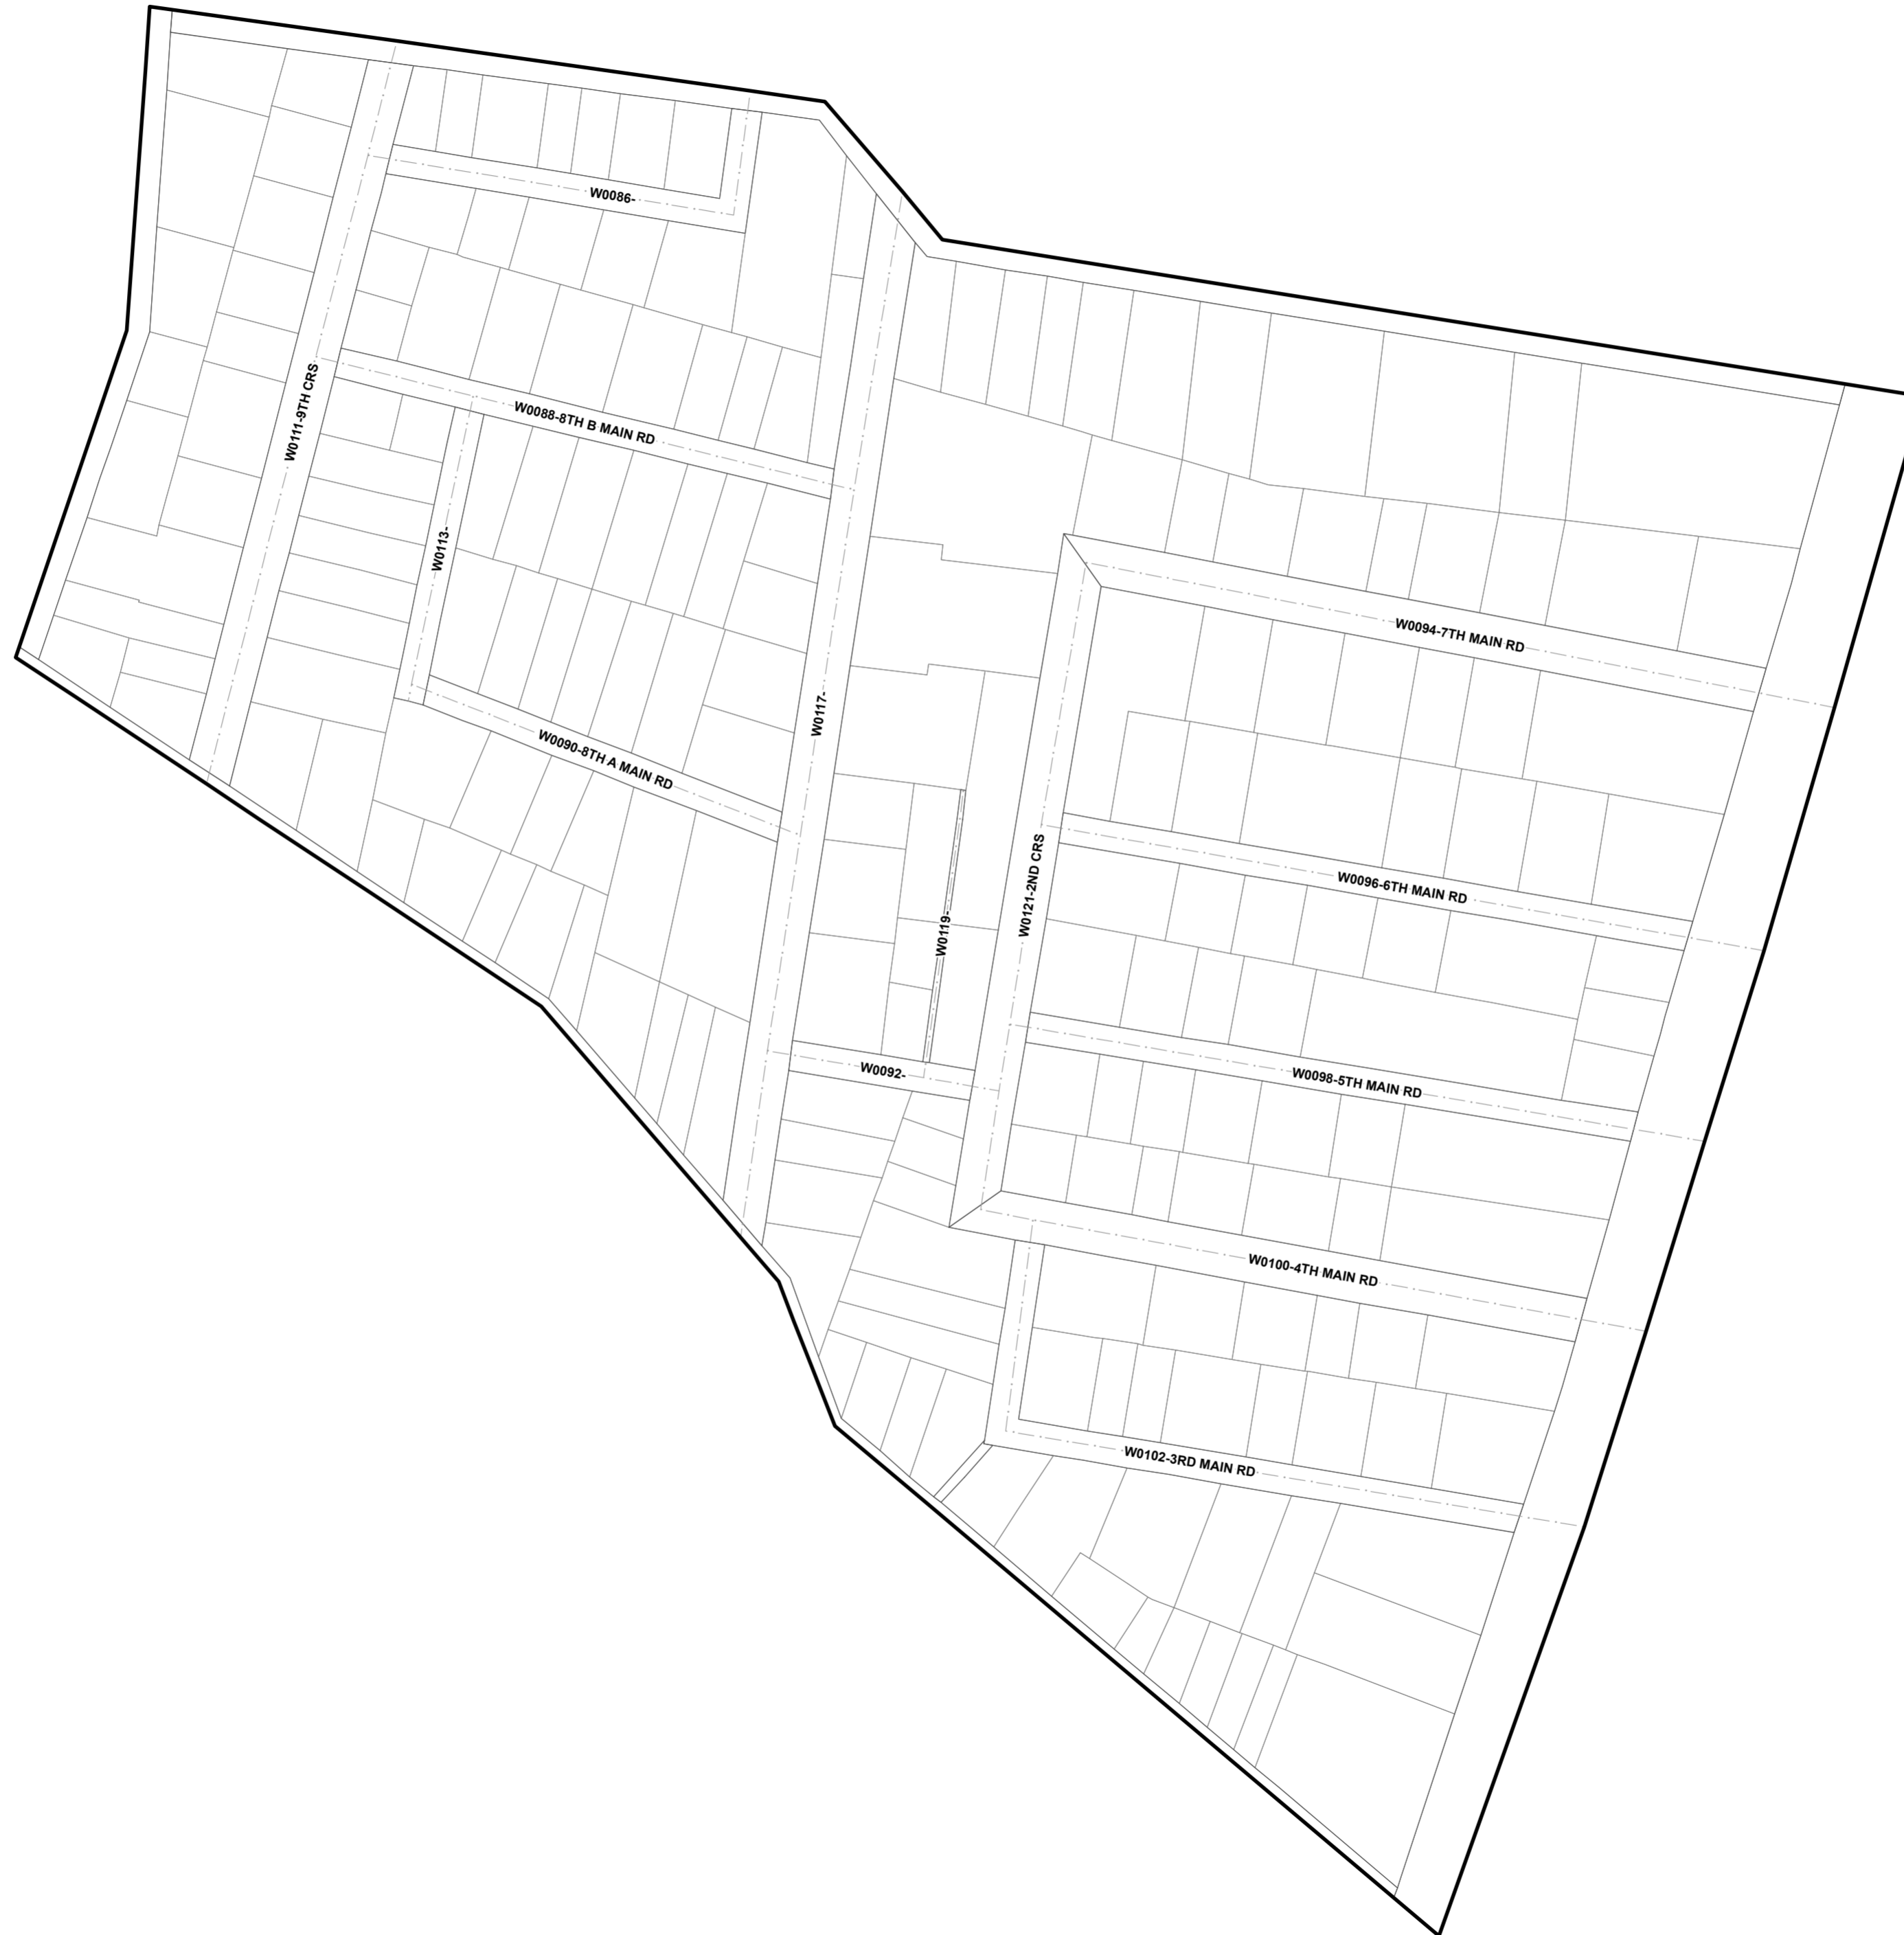 W0086-
W0111-9TH CRS
W0088-8TH B MAIN RD
W0113-
W0094-7TH MAIN RD
W0117-
W0090-8TH A MAIN RD
W0121-2ND CRS
W0096-6TH MAIN RD
W0119-
W0092-
W0098-5TH MAIN RD
W0100-4TH MAIN RD
W0102-3RD MAIN RD